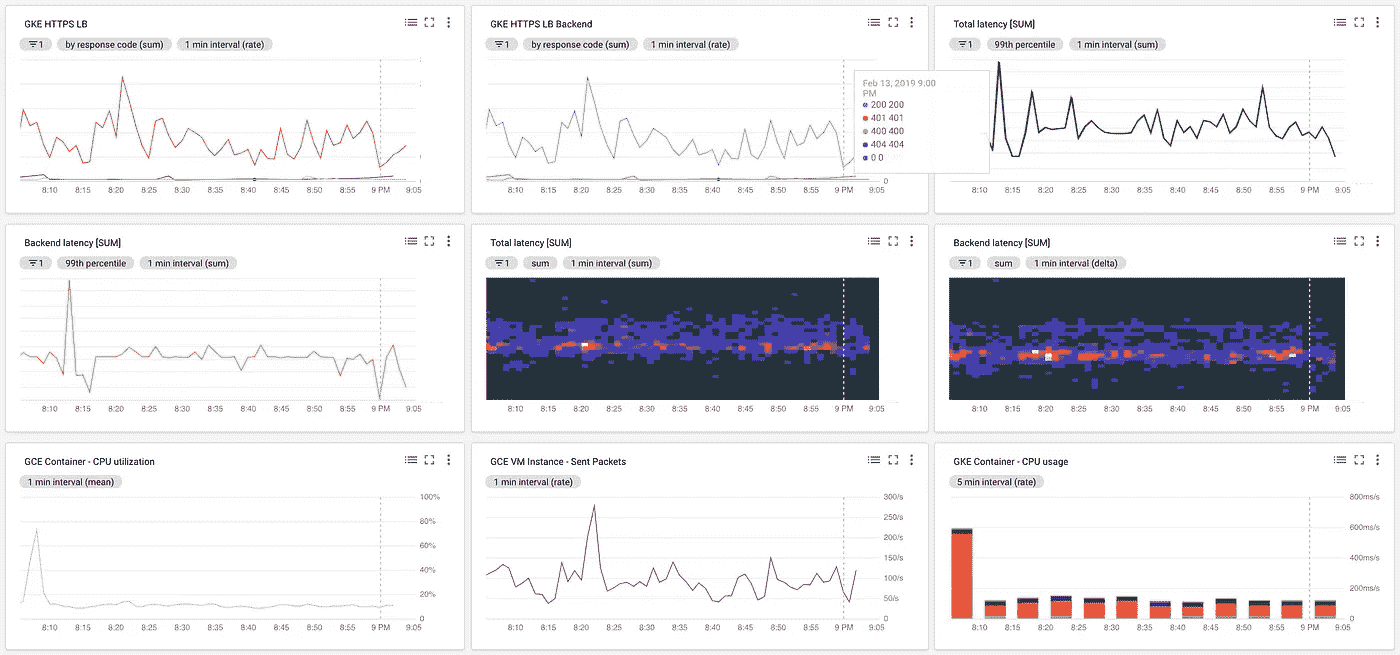 GKE HTTPS LB
1 by response code (sum) 1 min interval (rate)
8:10 8:15 8:20 8:25 8:30 8:35 8:40 8:45 8:50 8:55 9 PM 9:05
GKE HTTPS LB Backend
1 by response code (sum) 1 min interval (rate)
Feb 13, 2019 9:00
PM
200 200
401 401
400 400
404 404
0 0
0
8:10 8:15 8:20 8:25 8:30 8:35 8:40 8:45 8:50 8:55 9 PM 9:05
Total latency [SUM]
1 99th percentile 1 min interval (sum)
8:10 8:15 8:20 8:25 8:30 8:35 8:40 8:45 8:50 8:55 9 PM 9:05
Backend latency [SUM]
1 99th percentile 1 min interval (sum)
8:10 8:15 8:20 8:25 8:30 8:35 8:40 8:45 8:50 8:55 9 PM 9:05
Total latency [SUM]
1 sum 1 min interval (sum)
8:10 8:15 8:20 8:25 8:30 8:35 8:40 8:45 8:50 8:55 9 PM 9:05
Backend latency [SUM]
1 sum 1 min interval (delta)
8:10 8:15 8:20 8:25 8:30 8:35 8:40 8:45 8:50 8:55 9 PM 9:05
GCE Container - CPU utilization
1 min interval (mean)
100%
80%
60%
40%
20%
0
8:10 8:15 8:20 8:25 8:30 8:35 8:40 8:45 8:50 8:55 9 PM 9:05
GCE VM Instance - Sent Packets
1 min interval (rate)
300/s
250/s
200/s
150/s
100/s
50/s
0
8:10 8:15 8:20 8:25 8:30 8:35 8:40 8:45 8:50 8:55 9 PM 9:05
GKE Container - CPU usage
5 min interval (rate)
800ms/s
600ms/s
400ms/s
200ms/s
0
8:10 8:15 8:20 8:25 8:30 8:35 8:40 8:45 8:50 8:55 9 PM 9:05